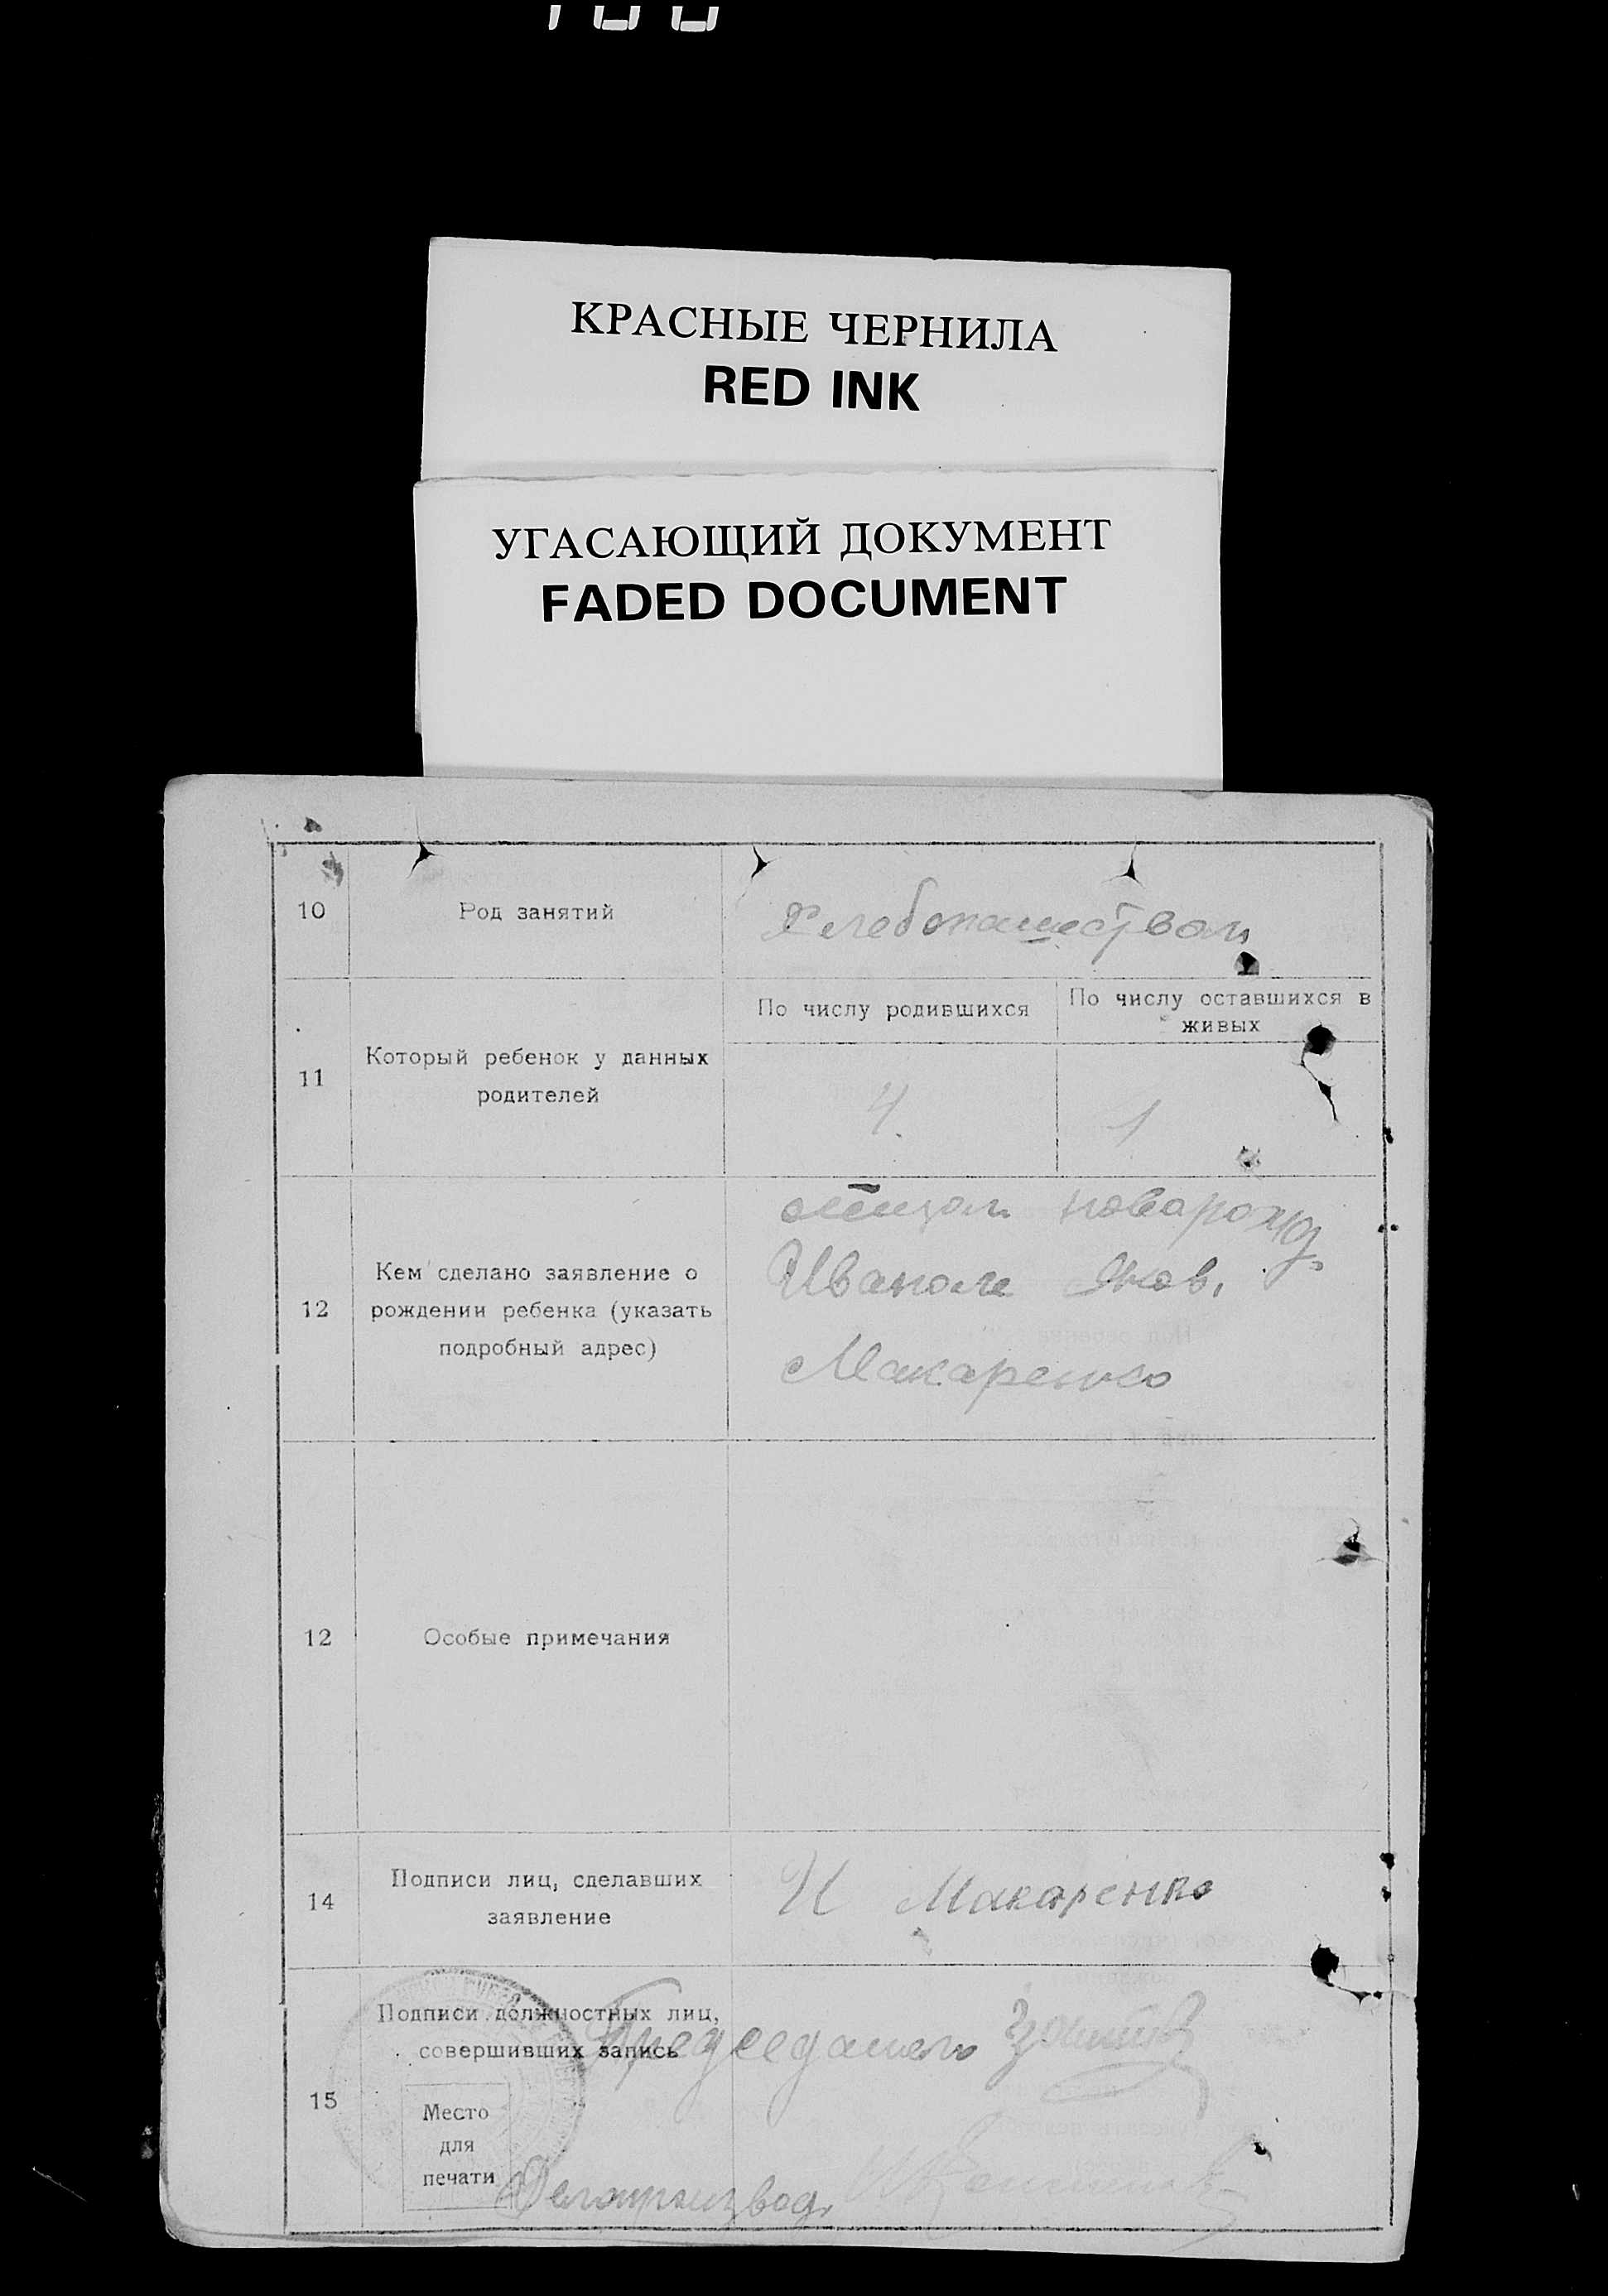 КРАСНЫЕ ЧЕРНИЛА
RED INK
УГАСАЮЩИЙ ДОКУМЕНТ
FADED DOCUMENT
10 Род занятий Хлебопашеством
11 Который ребенок у данных родителей
По числу родившихся
По числу оставшихся в
живых
4. 1
12 Кем сделано заявление о
рождении ребенка (указать
подробный адрес)
отцом наварожд.
Иваном Яков.
Макаренко
12 Особые примечания
14 Подписи лиц, сделавших
заявление
И Макаренко
15 Подписи должностных лиц,
совершивших запись
Председатель
Место
для
печати
Делопроизвод.